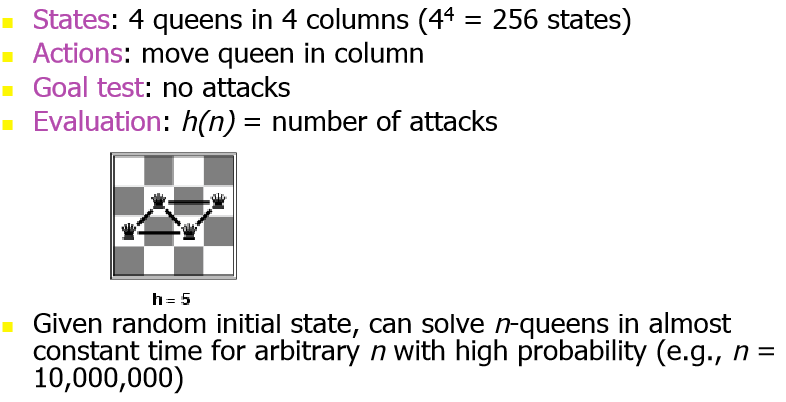 States: 4 queens in 4 columns (4⁴ = 256 states)
Actions: move queen in column
Goal test: no attacks
Evaluation: h(n) = number of attacks
h = 5
Given random initial state, can solve n-queens in almost
constant time for arbitrary n with high probability (e.g., n =
10,000,000)